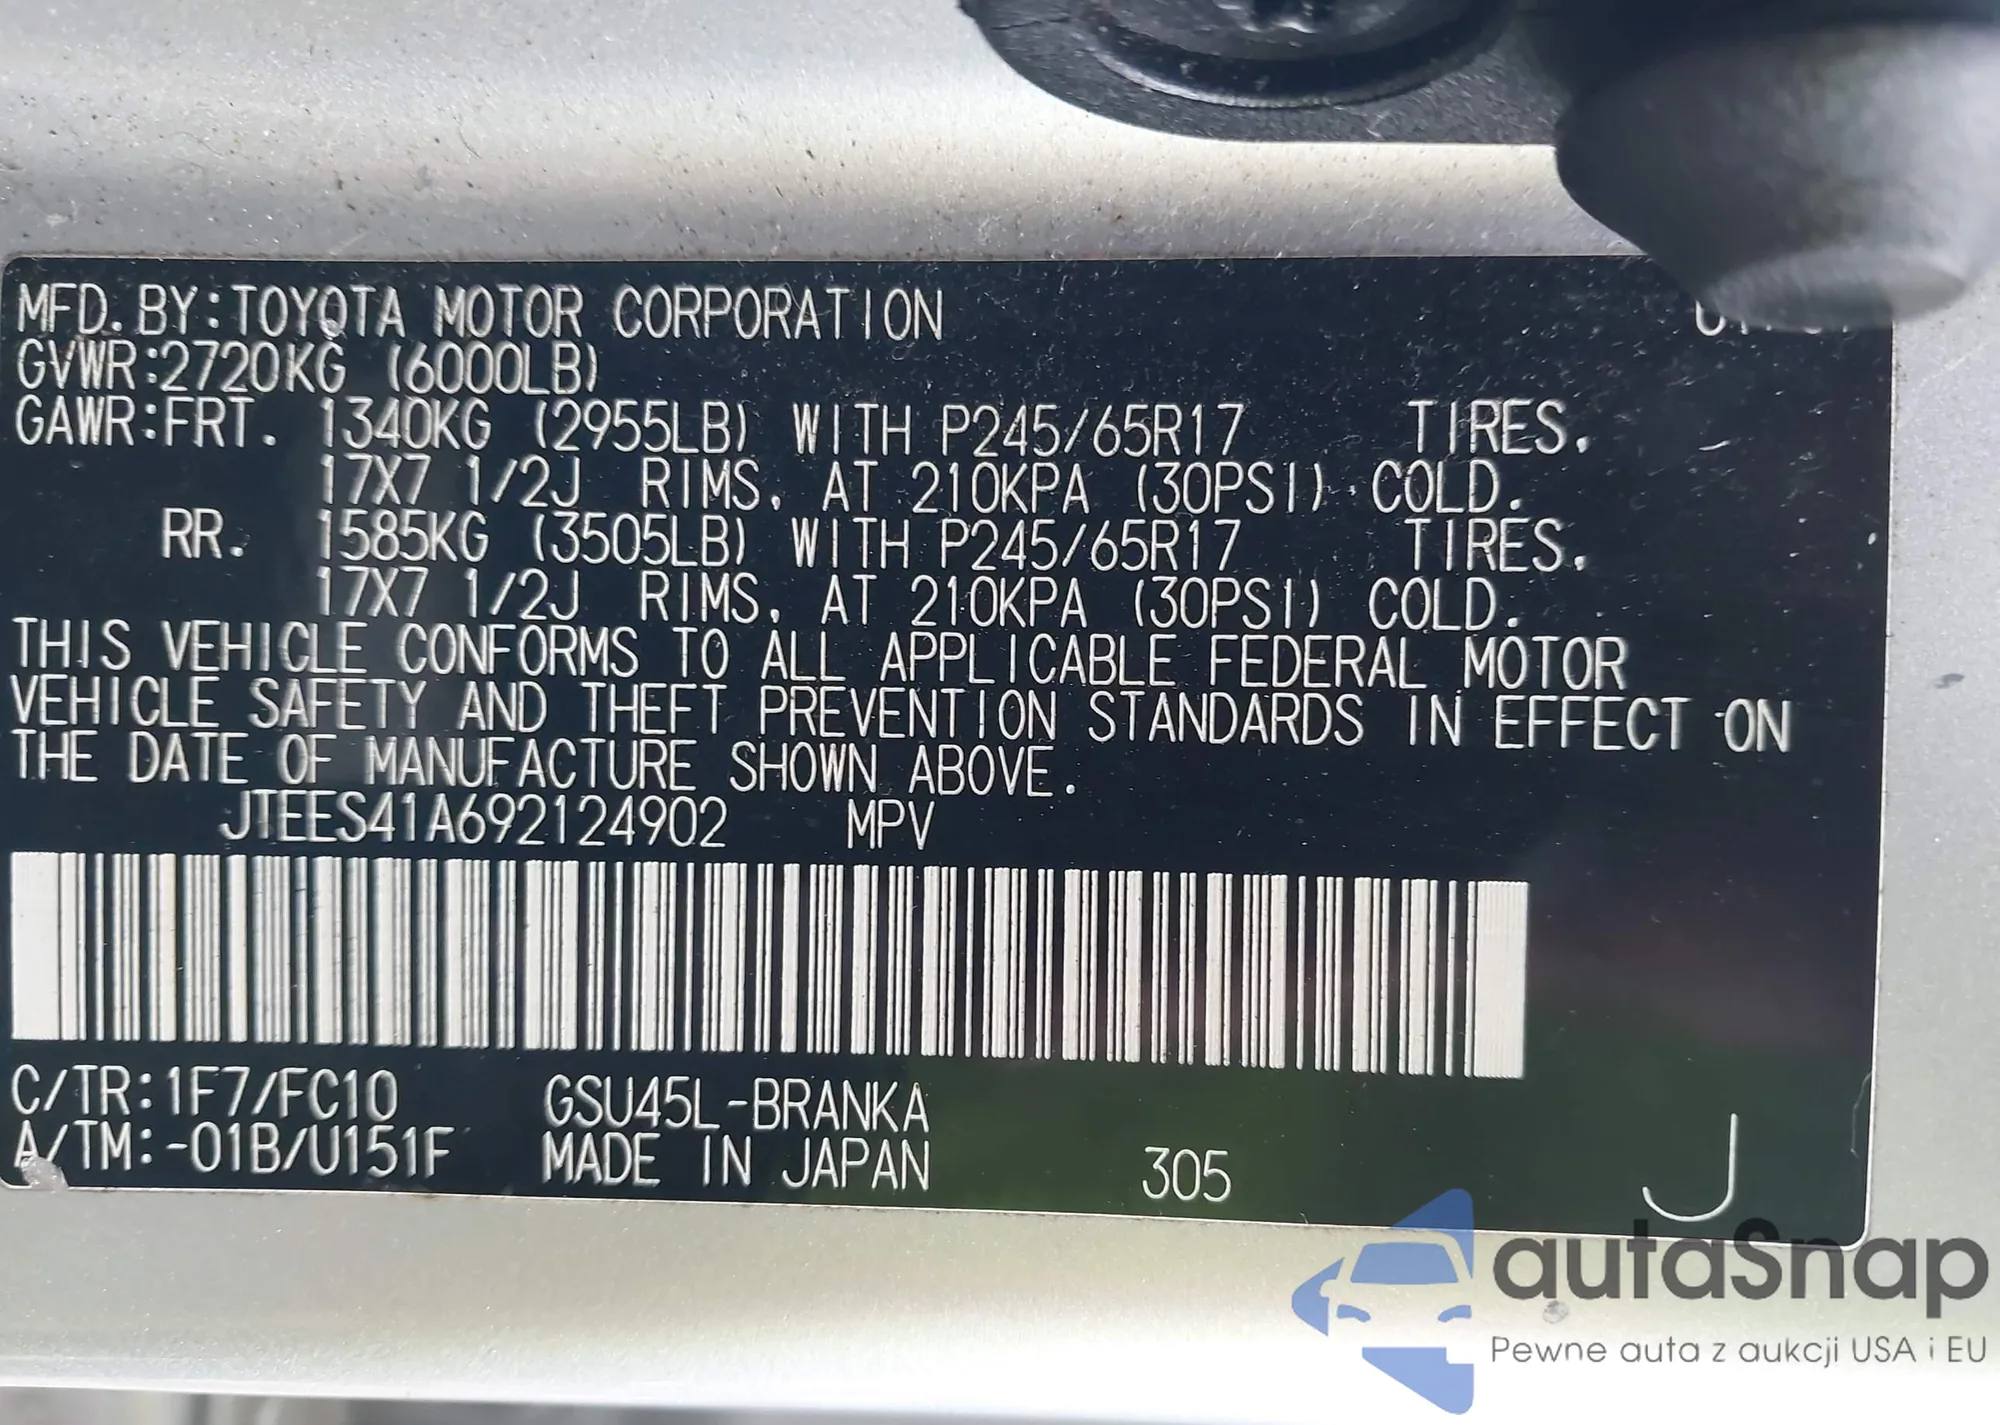 MFD. BY:TOYOTA MOTOR CORPORATION
GVWR:2720KG (6000LB)
GAWR:FRT. 1340KG (2955LB) WITH P245/65R17 TIRES,
17X7 1/2J RIMS, AT 210KPA (30PSI) COLD.
RR. 1585KG (3505LB) WITH P245/65R17 TIRES,
17X7 1/2J RIMS, AT 210KPA (30PSI) COLD.
THIS VEHICLE CONFORMS TO ALL APPLICABLE FEDERAL MOTOR
VEHICLE SAFETY AND THEFT PREVENTION STANDARDS IN EFFECT ON
THE DATE OF MANUFACTURE SHOWN ABOVE.
JTEES41A692124902 MPV
C/TR:1F7/FC10 GSU45L-BRANKA
A/TM:-01B/U151F MADE IN JAPAN 305 J
autoSnap
Pewne auta z aukcji USA i EU